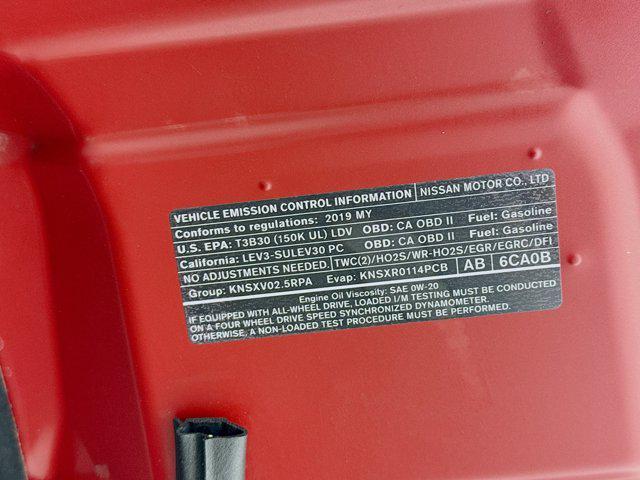 VEHICLE EMISSION CONTROL INFORMATION NISSAN MOTOR CO., LTD
Conforms to regulations: 2019 MY
U.S. EPA: T3B30 (150K UL) LDV OBD: CA OBD II Fuel: Gasoline
California: LEV3-SULEV30 PC OBD: CA OBD II Fuel: Gasoline
NO ADJUSTMENTS NEEDED. TWC(2)/HO2S/WR-HO2S/EGR/EGRC/DFI
Group: KNSXV02.5RPA Evap: KNSXR0114PCB AB 6CA0B
Engine Oil Viscosity: SAE 0W-20
IF EQUIPPED WITH ALL-WHEEL DRIVE, LOADED I/M TESTING MUST BE CONDUCTED
ON A FOUR WHEEL DRIVE SPEED SYNCHRONIZED DYNAMOMETER.
OTHERWISE, A NON-LOADED TEST PROCEDURE MUST BE PERFORMED.